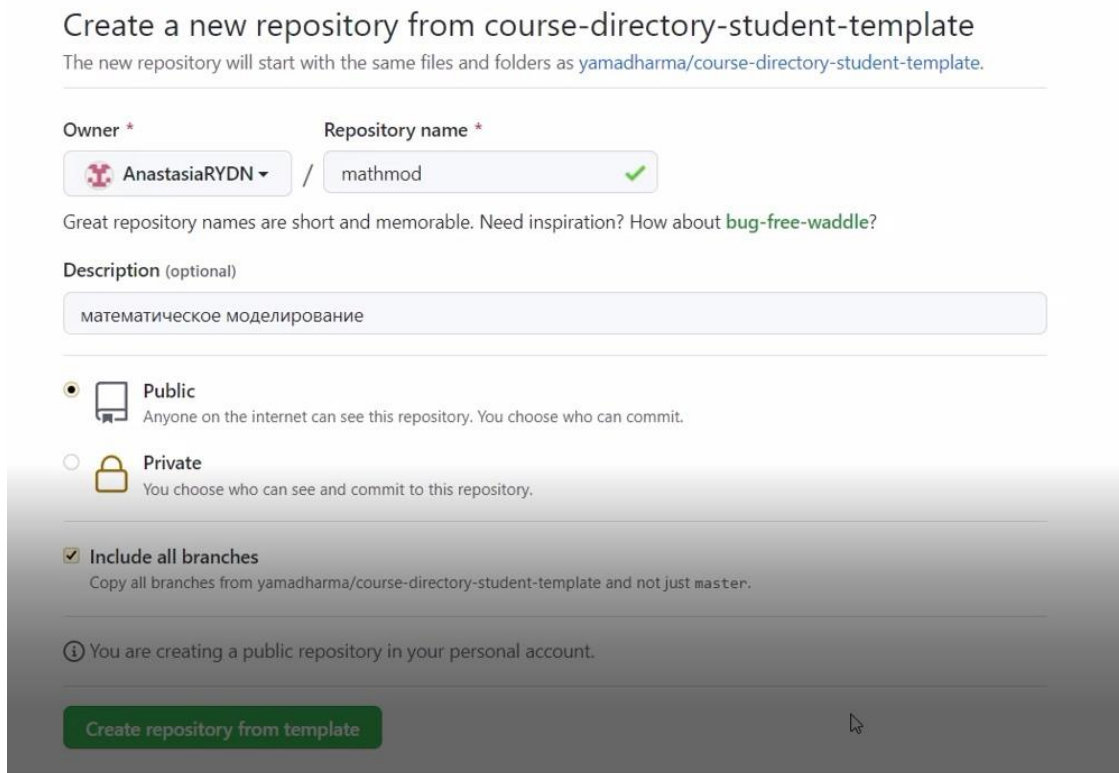 Create a new repository from course-directory-student-template
The new repository will start with the same files and folders as yamadharma/course-directory-student-template.
Owner * Repository name *
AnastasiaRYDN / mathmod
Great repository names are short and memorable. Need inspiration? How about bug-free-waddle?
Description (optional)
математическое моделирование
Public
Anyone on the internet can see this repository. You choose who can commit.
Private
You choose who can see and commit to this repository.
Include all branches
Copy all branches from yamadharma/course-directory-student-template and not just master.
You are creating a public repository in your personal account.
Create repository from template